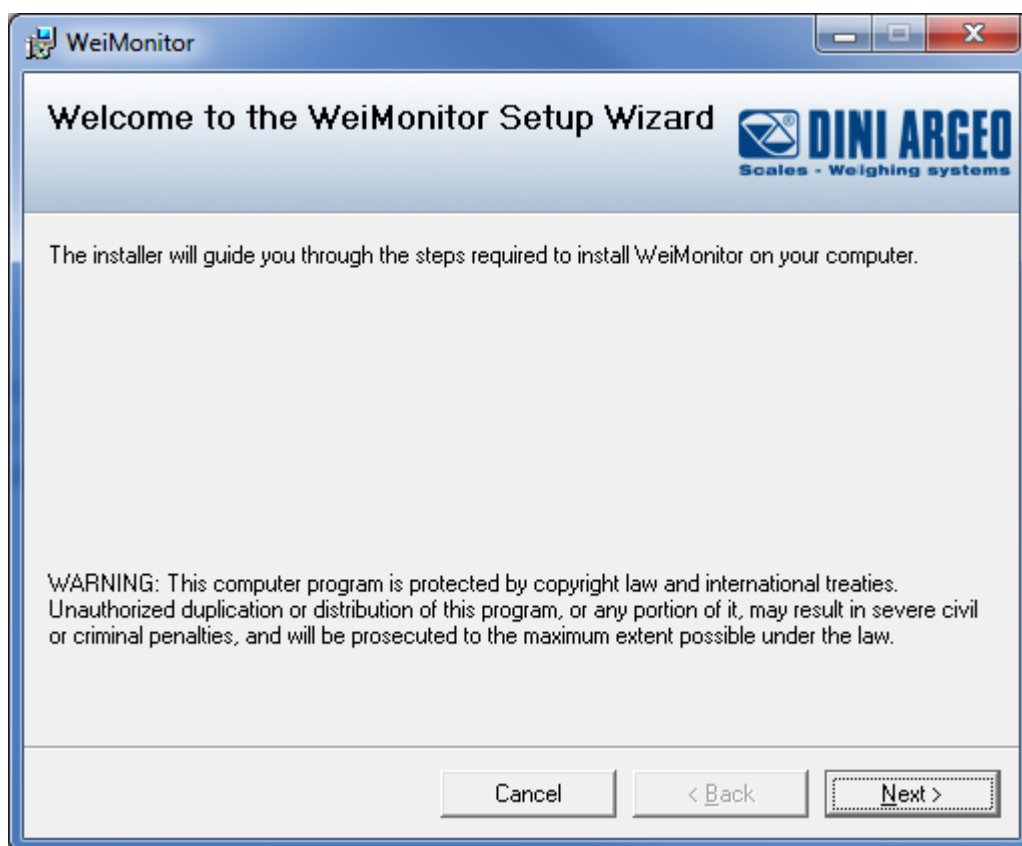 WeiMonitor
Welcome to the WeiMonitor Setup Wizard
DINI ARGEO
Scales - Weighing systems
The installer will guide you through the steps required to install WeiMonitor on your computer.
WARNING: This computer program is protected by copyright law and international treaties.
Unauthorized duplication or distribution of this program, or any portion of it, may result in severe civil
or criminal penalties, and will be prosecuted to the maximum extent possible under the law.
Cancel
< Back
Next >